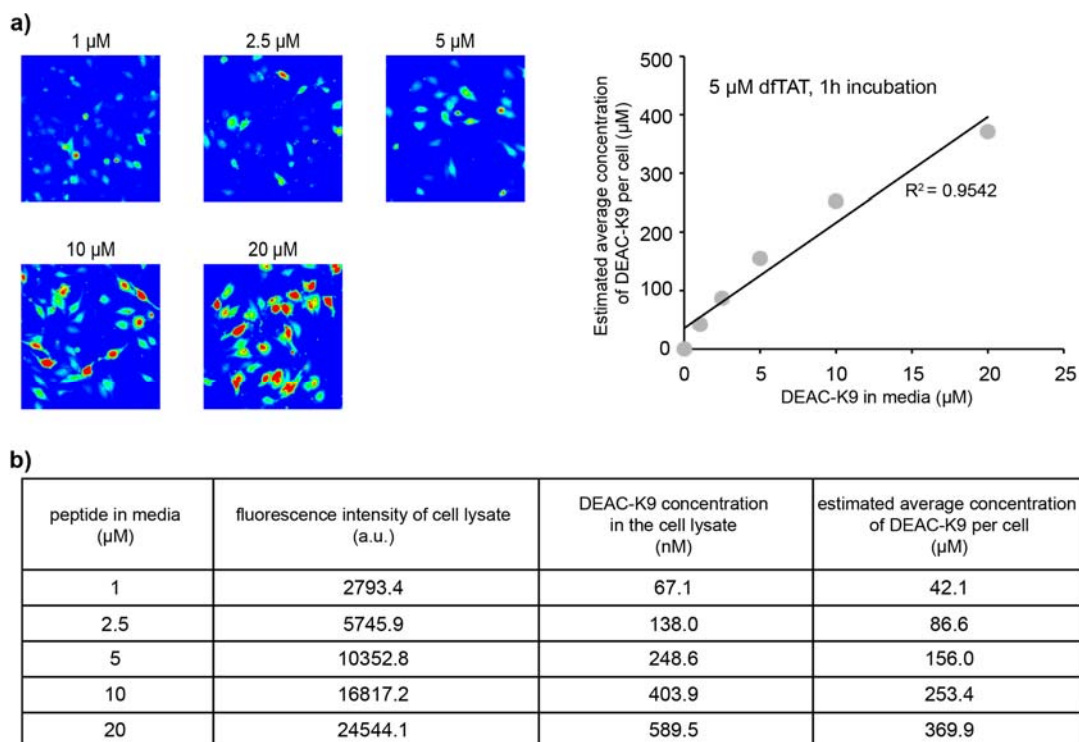 a)
1 µM
2.5 µM
5 µM
10 µM
20 µM
500
400
300
200
100
0
Estimated average concentration
of DEAC-K9 per cell (µM)
5 µM dfTAT, 1h incubation
R² = 0.9542
0
5
10
15
20
25
DEAC-K9 in media (µM)
b)
peptide in media
(µM)
fluorescence intensity of cell lysate
(a.u.)
DEAC-K9 concentration
in the cell lysate
(nM)
estimated average concentration
of DEAC-K9 per cell
(µM)
1 2793.4 67.1 42.1
2.5 5745.9 138.0 86.6
5 10352.8 248.6 156.0
10 16817.2 403.9 253.4
20 24544.1 589.5 369.9